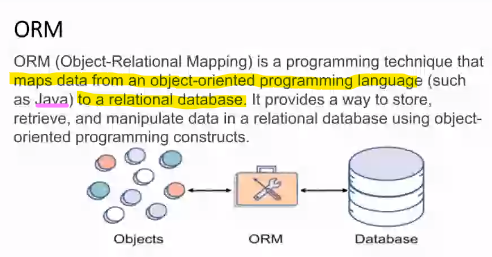 ORM
ORM (Object-Relational Mapping) is a programming technique that
maps data from an object-oriented programming language (such
as Java) to a relational database. It provides a way to store,
retrieve, and manipulate data in a relational database using object-
oriented programming constructs.
Objects ORM Database